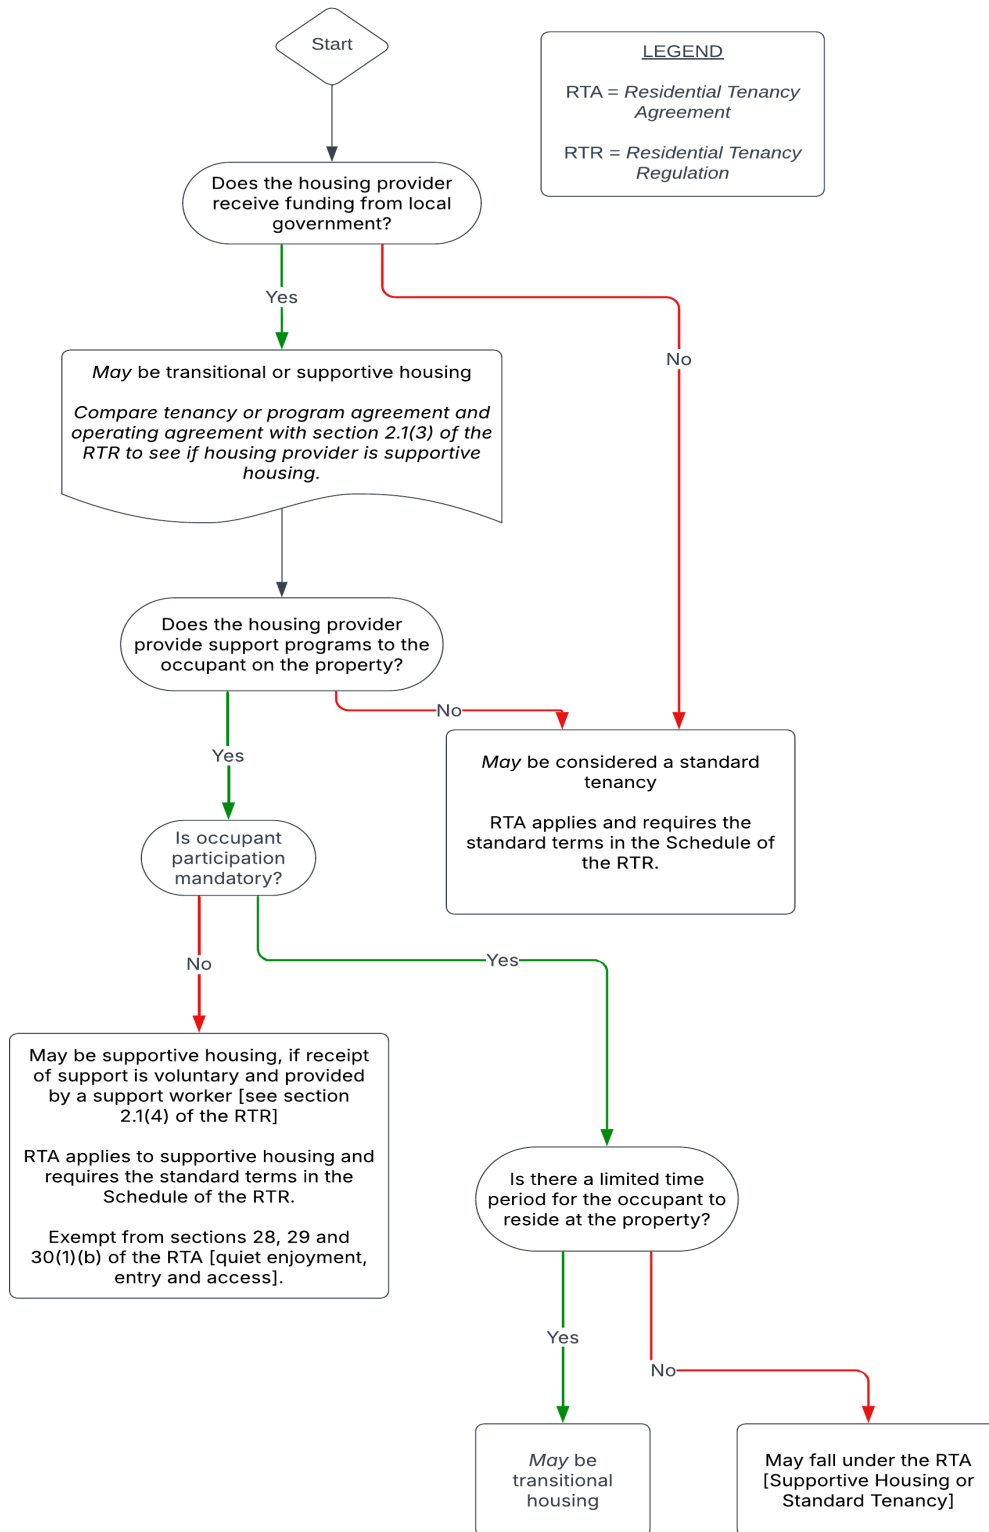 Start
LEGEND
RTA = Residential Tenancy
Agreement
RTR = Residential Tenancy
Regulation
Does the housing provider
receive funding from local
government?
Yes
No
May be transitional or supportive housing
Compare tenancy or program agreement and
operating agreement with section 2.1(3) of the
RTR to see if housing provider is supportive
housing.
Does the housing provider
provide support programs to the
occupant on the property?
No
Yes
May be considered a standard
tenancy
RTA applies and requires the
standard terms in the Schedule of
the RTR.
Is occupant
participation
mandatory?
No
Yes
May be supportive housing, if receipt
of support is voluntary and provided
by a support worker [see section
2.1(4) of the RTR]
RTA applies to supportive housing and
requires the standard terms in the
Schedule of the RTR.
Exempt from sections 28, 29 and
30(1)(b) of the RTA [quiet enjoyment,
entry and access].
Is there a limited time
period for the occupant to
reside at the property?
Yes
No
May be
transitional
housing
May fall under the RTA
[Supportive Housing or
Standard Tenancy]